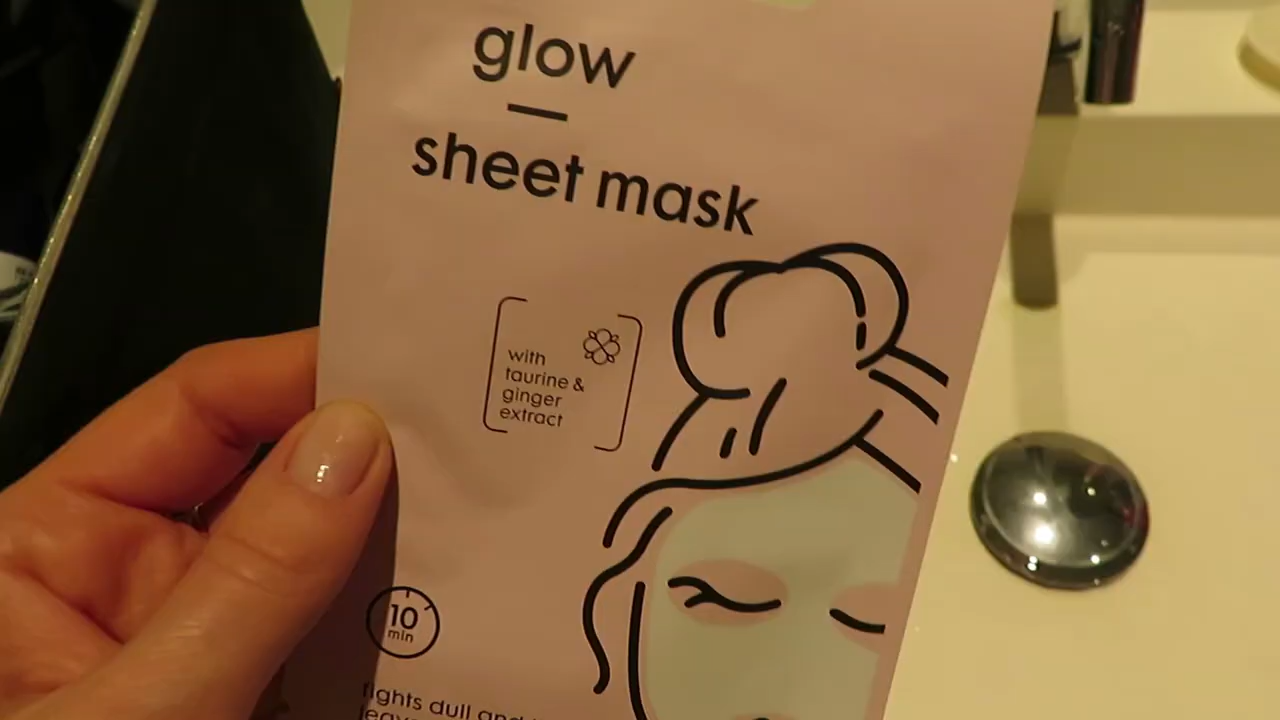 glow
sheet mask
with
taurine &
ginger
extract
10
min
fights dull and